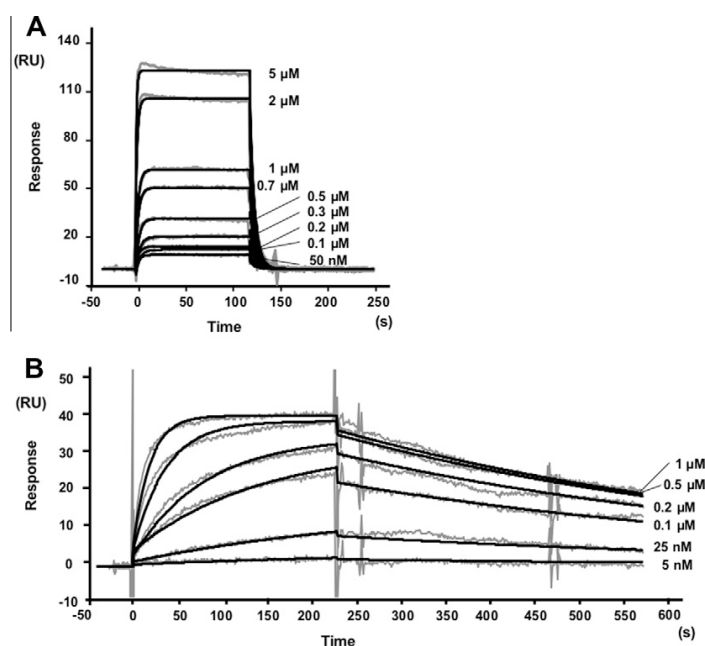 A
(RU)
140
110
80
50
20
-10
Response
5 µM
2 µM
1 µM
0.7 µM
0.5 µM
0.3 µM
0.2 µM
0.1 µM
50 nM
-50 0 50 100 150 200 250
Time (s)
B
(RU)
50
40
30
20
10
0
-10
Response
1 µM
0.5 µM
0.2 µM
0.1 µM
25 nM
5 nM
-50 0 50 100 150 200 250 300 350 400 450 500 550 600
Time (s)